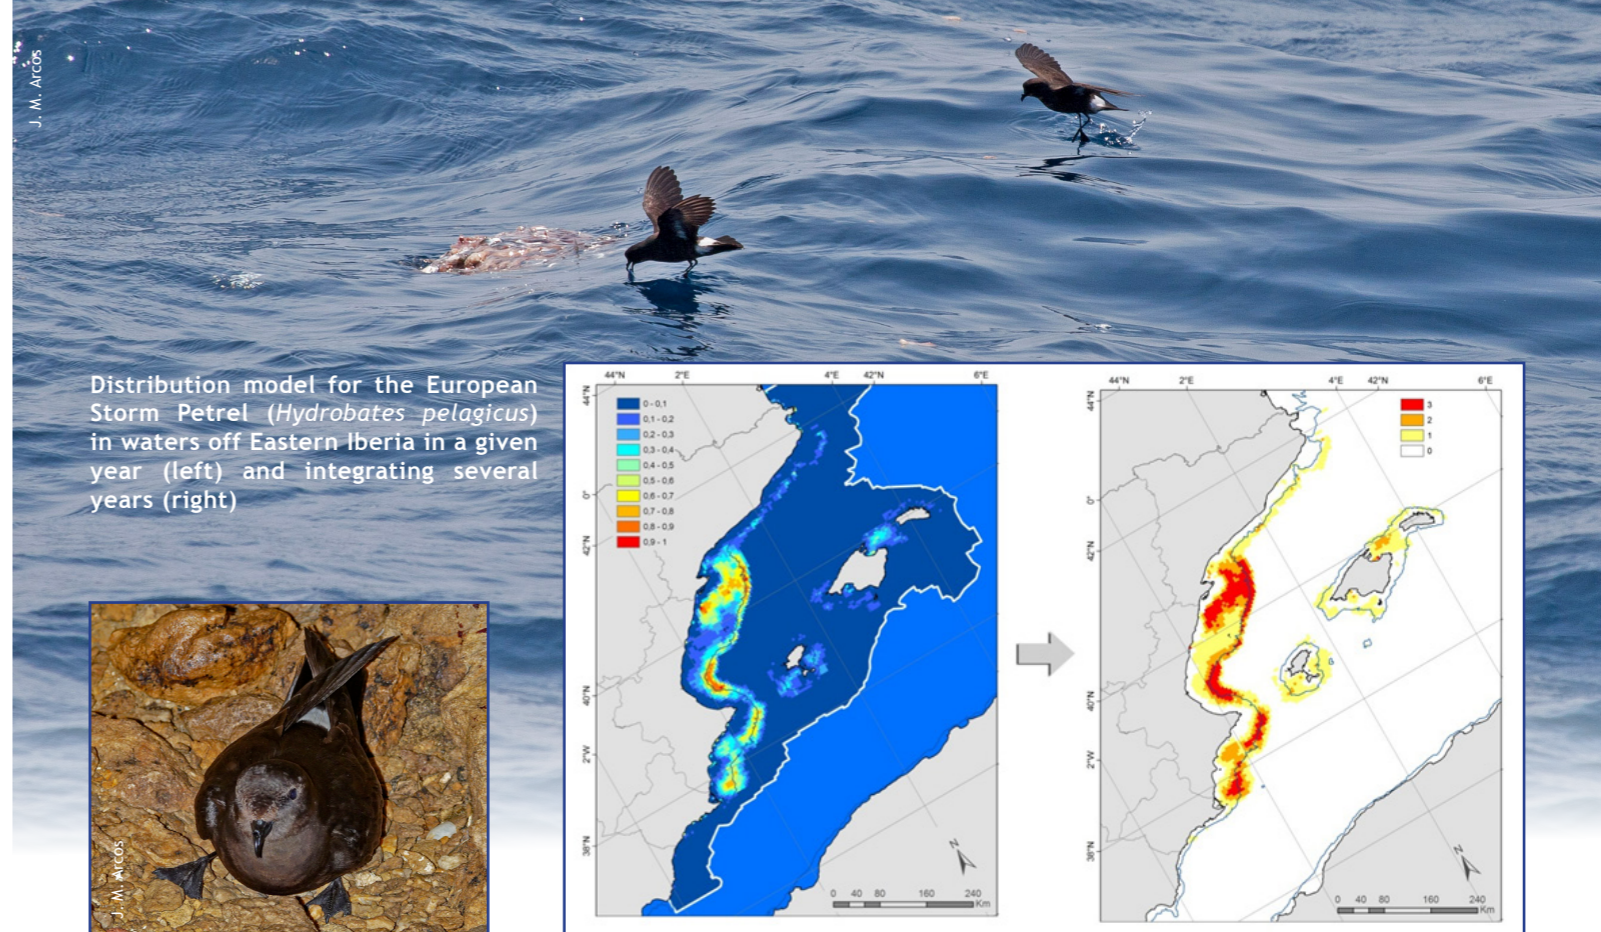 J. M. Arcos
Distribution model for the European
Storm Petrel (Hydrobates pelagicus)
in waters off Eastern Iberia in a given
year (left) and integrating several
years (right)
J. M. Arcos
44°N 2°E 4°E 42°N 6°E
44°N
0°
42°N
40°N
2°W
38°N
0 - 0,1
0,1 - 0,2
0,2 - 0,3
0,3 - 0,4
0,4 - 0,5
0,5 - 0,6
0,6 - 0,7
0,7 - 0,8
0,8 - 0,9
0,9 - 1
N
0 40 80 160 240
Km
44°N 2°E 4°E 42°N 6°E
44°N
0°
42°N
40°N
2°W
38°N
3
2
1
0
N
0 40 80 160 240
Km